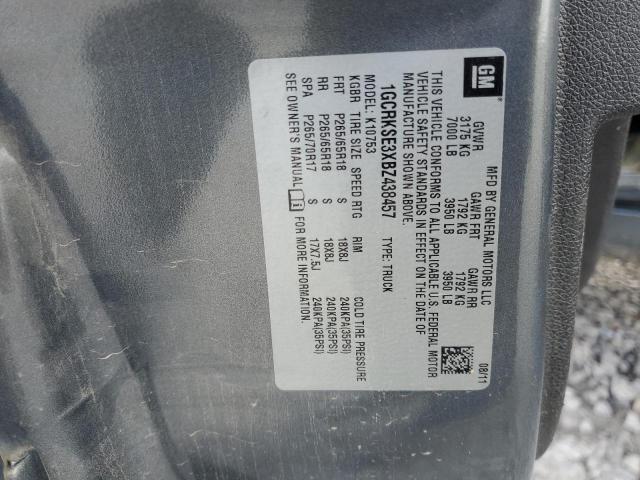 GM
MFD BY GENERAL MOTORS LLC
08/11
GVWR GAWR FRT GAWR RR
3175 KG 1792 KG 1792 KG
7000 LB 3950 LB 3950 LB
THIS VEHICLE CONFORMS TO ALL APPLICABLE U.S. FEDERAL MOTOR
VEHICLE SAFETY STANDARDS IN EFFECT ON THE DATE OF
MANUFACTURE SHOWN ABOVE.
1GCRKSE3XBZ438457 TYPE: TRUCK
MODEL: K10753
KGBR TIRE SIZE SPEED RTG RIM COLD TIRE PRESSURE
FRT P265/65R18 S 18X8J 240KPA(35PSI)
RR P265/65R18 S 18X8J 240KPA(35PSI)
SPA P265/70R17 S 17X7.5J 240KPA(35PSI)
SEE OWNER'S MANUAL